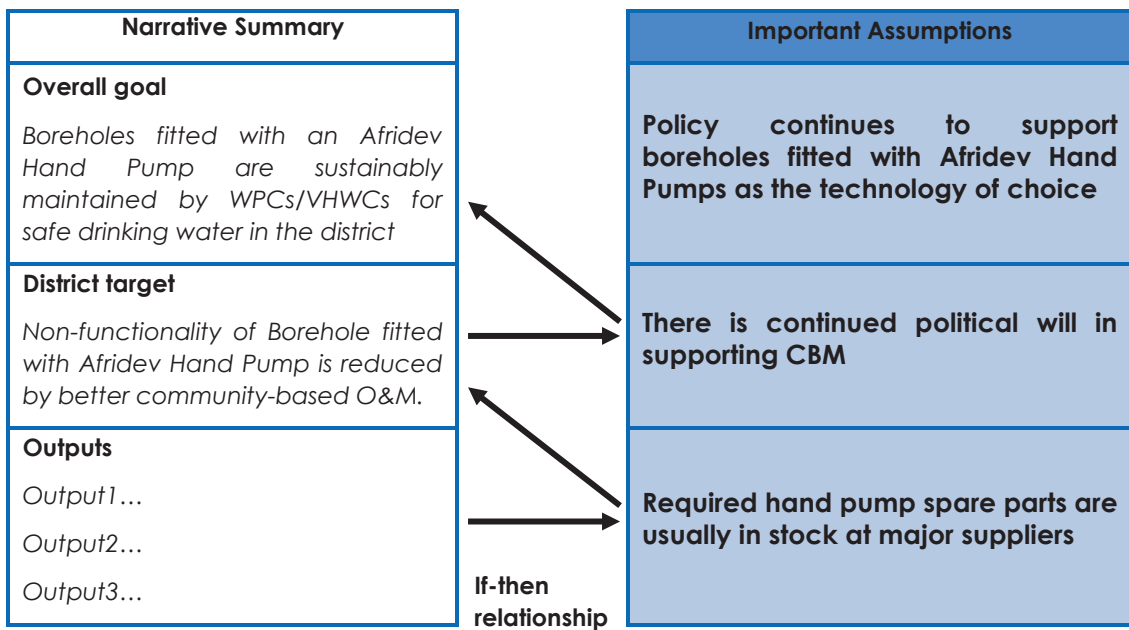 Narrative Summary
Overall goal
Boreholes fitted with an Afridev
Hand Pump are sustainably
maintained by WPCs/VHWCs for
safe drinking water in the district
District target
Non-functionality of Borehole fitted
with Afridev Hand Pump is reduced
by better community-based O&M.
Outputs
Output1…
Output2…
Output3…
If-then
relationship
Important Assumptions
Policy continues to support
boreholes fitted with Afridev Hand
Pumps as the technology of choice
There is continued political will in
supporting CBM
Required hand pump spare parts are
usually in stock at major suppliers